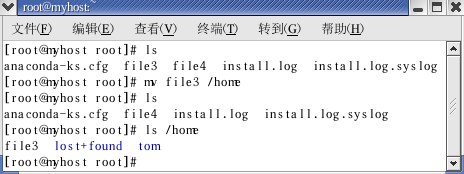 root@myhost:~
文件(F) 编辑(E) 查看(V) 终端(T) 转到(G) 帮助(H)
[root@myhost root]# ls
anaconda-ks.cfg file3 file4 install.log install.log.syslog
[root@myhost root]# mv file3 /home
[root@myhost root]# ls
anaconda-ks.cfg file4 install.log install.log.syslog
[root@myhost root]# ls /home
file3 lost+found tom
[root@myhost root]#